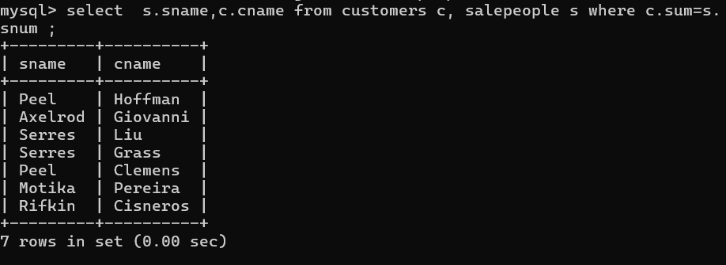 mysql> select  s.sname,c.cname from customers c, salepeople s where c.sum=s.
snum ;
+---------+----------+
| sname   | cname    |
+---------+----------+
| Peel    | Hoffman  |
| Axelrod | Giovanni |
| Serres  | Liu      |
| Serres  | Grass    |
| Peel    | Clemens  |
| Motika  | Pereira  |
| Rifkin  | Cisneros |
+---------+----------+
7 rows in set (0.00 sec)